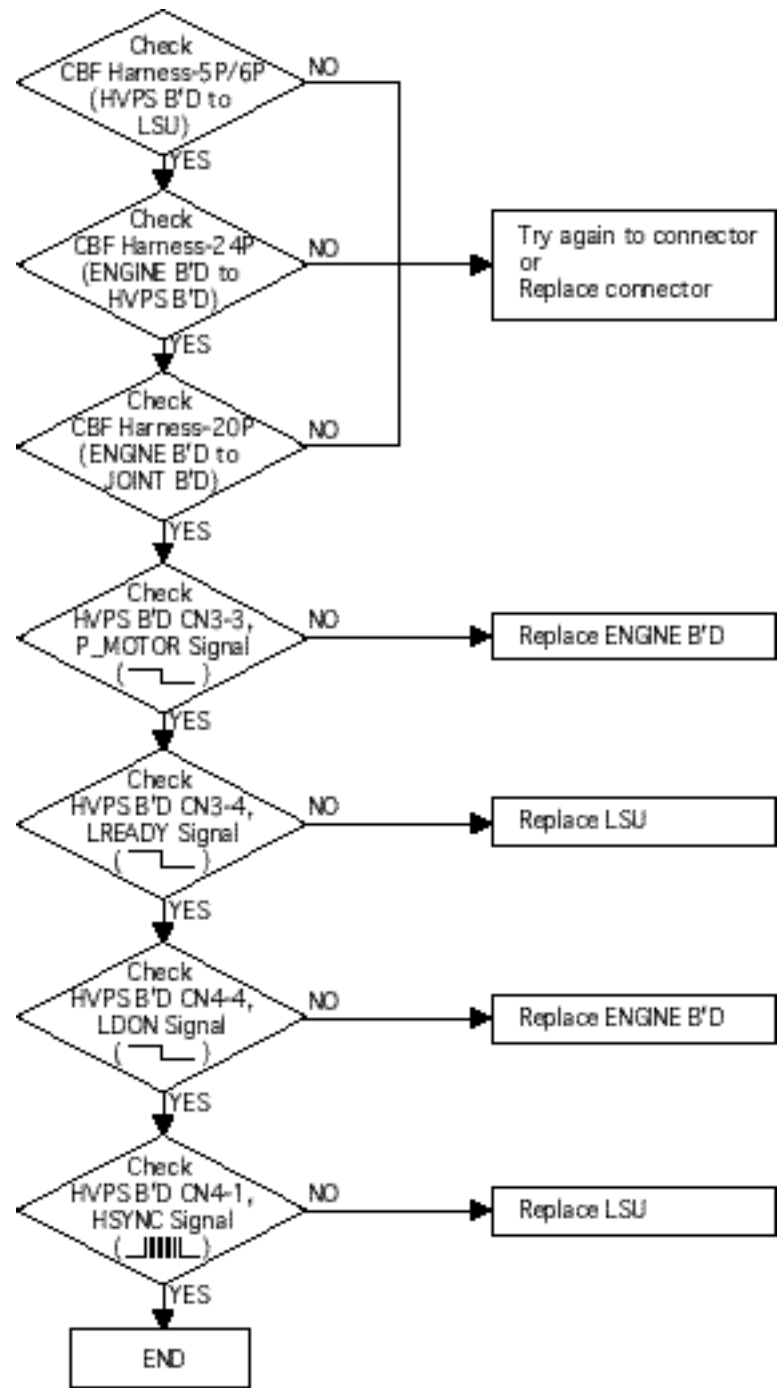 Check
CBF Harness-5P/6P
(HVPS B'D to
LSU)
NO
YES
Check
CBF Harness-24P
(ENGINE B'D to
HVPS B'D)
NO
Try again to connector
or
Replace connector
YES
Check
CBF Harness-20P
(ENGINE B'D to
JOINT B'D)
NO
YES
Check
HVPS B'D CN3-3,
P_MOTOR Signal
( )
NO
Replace ENGINE B'D
YES
Check
HVPS B'D CN3-4,
LREADY Signal
( )
NO
Replace LSU
YES
Check
HVPS B'D CN4-4,
LDON Signal
( )
NO
Replace ENGINE B'D
YES
Check
HVPS B'D CN4-1,
HSYNC Signal
( )
NO
Replace LSU
YES
END